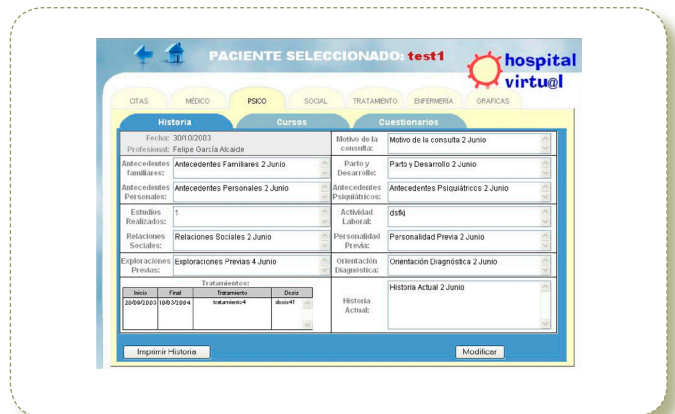 PACIENTE SELECCIONADO: test1
hospital
virtu@l
CITAS MÉDICO PSICO SOCIAL TRATAMIENTO ENFERMERÍA GRAFICAS
Historia Cursos Cuestionarios
Fecha: 30/10/2003
Profesional: Felipe García Alcaide
Motivo de la
consulta:
Motivo de la consulta 2 Junio
Antecedentes
familiares:
Antecedentes Familiares 2 Junio
Parto y
Desarrollo:
Parto y Desarrollo 2 Junio
Antecedentes
Personales:
Antecedentes Personales 2 Junio
Antecedentes
Psiquiátricos:
Antecedentes Psiquiátricos 2 Junio
Estudios
Realizados:
1
Actividad
Laboral:
dsfkj
Relaciones
Sociales:
Relaciones Sociales 2 Junio
Personalidad
Previa:
Personalidad Previa 2 Junio
Exploraciones
Previas:
Exploraciones Previas 4 Junio
Orientación
Diagnóstica:
Orientación Diagnóstica 2 Junio
Tratamientos:
Inicio Final Tratamiento Dosis
20/09/2003 10/03/2004 tratamiento4 dosis41
Historia
Actual:
Historia Actual 2 Junio
Imprimir Historia Modificar